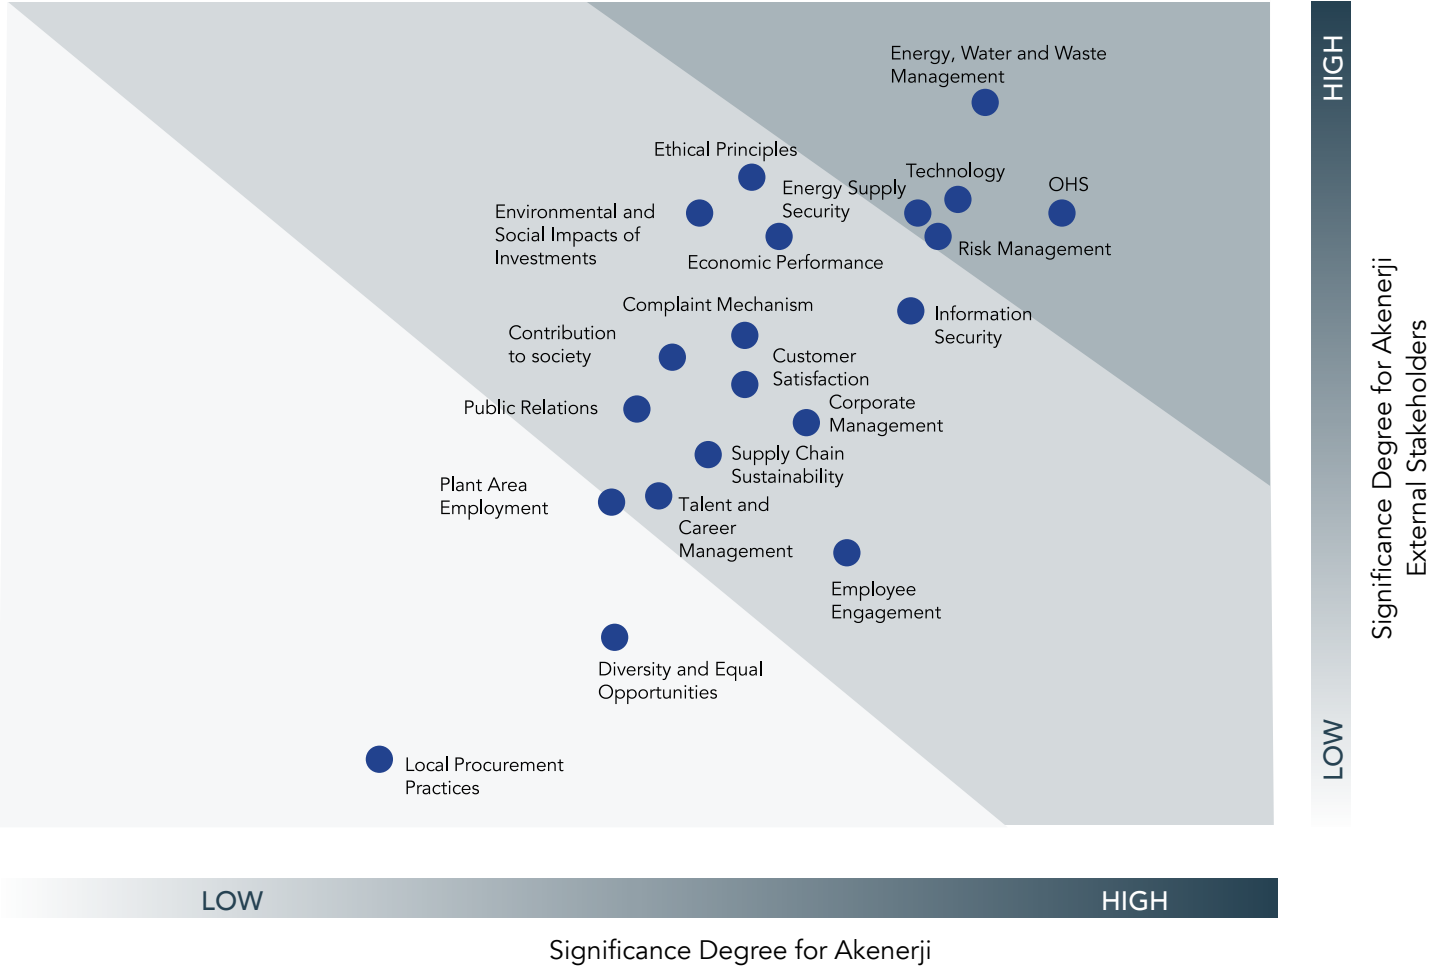 Energy, Water and Waste
Management
HIGH
Ethical Principles
Technology
OHS
Energy Supply
Security
Environmental and
Social Impacts of
Investments
Risk Management
Economic Performance
Complaint Mechanism
Information
Security
Contribution
to society
Customer
Satisfaction
Public Relations
Corporate
Management
Supply Chain
Sustainability
Plant Area
Employment
Talent and
Career
Management
Employee
Engagement
Diversity and Equal
Opportunities
Local Procurement
Practices
LOW
Significance Degree for Akenerji
External Stakeholders
LOW
HIGH
Significance Degree for Akenerji